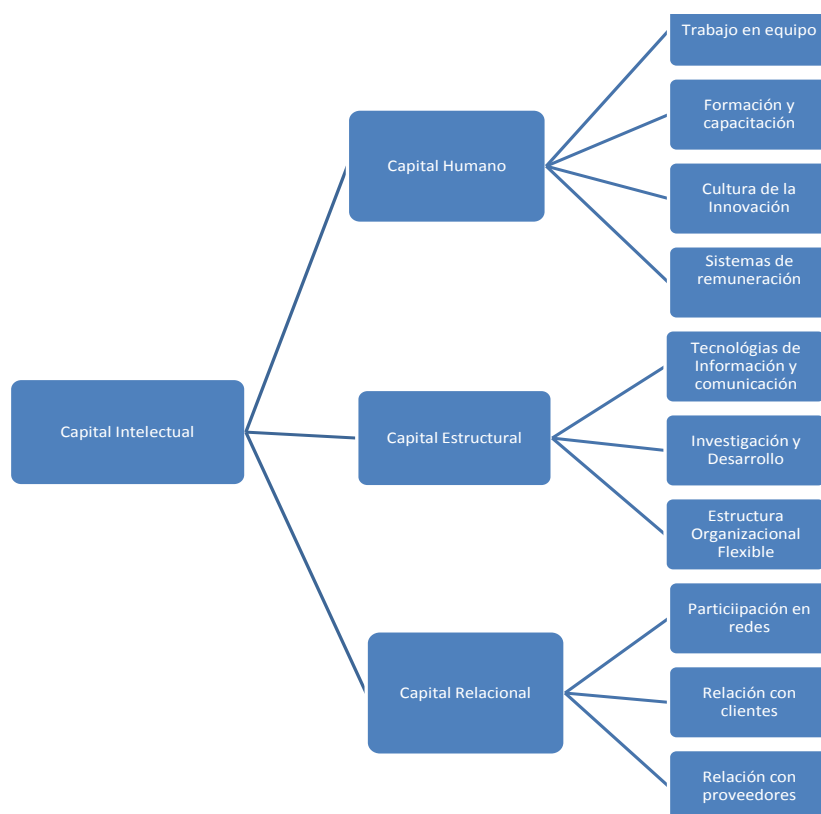 Trabajo en equipo
Formación y
capacitación
Capital Humano
Cultura de la
Innovación
Sistemas de
remuneración
Tecnológias de
Información y
comunicación
Capital Intelectual
Capital Estructural
Investigación y
Desarrollo
Estructura
Organizacional
Flexible
Particiipación en
redes
Capital Relacional
Relación con
clientes
Relación con
proveedores